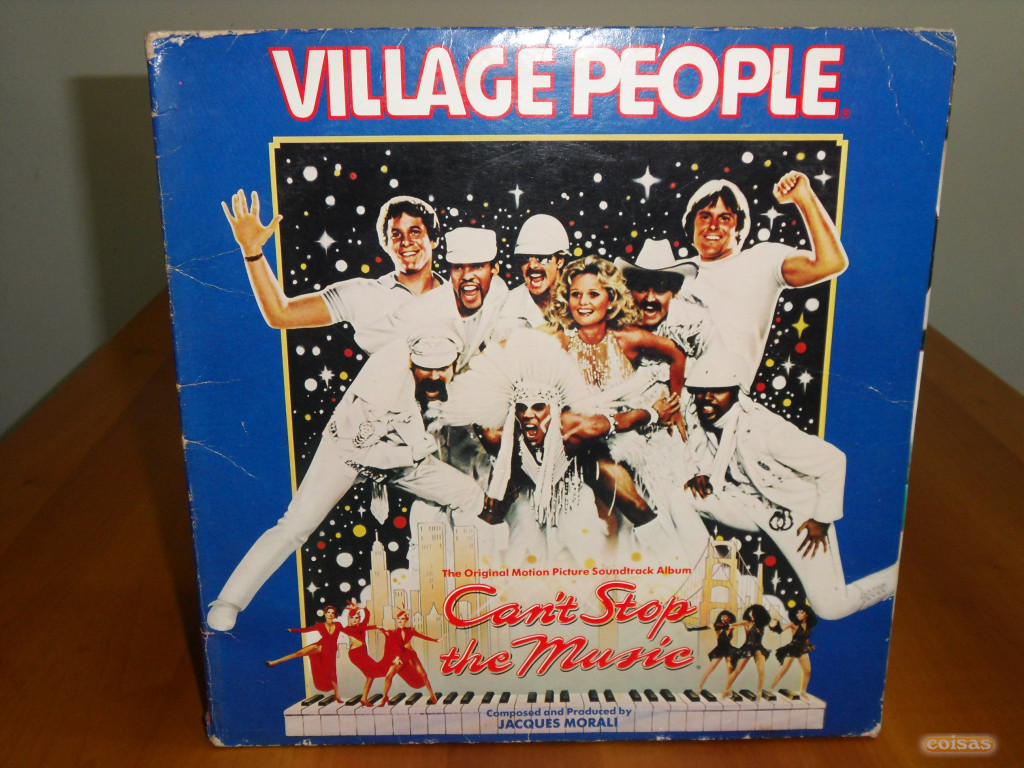 VILLAGE PEOPLE®
The Original Motion Picture Soundtrack Album
Can't Stop
the Music
Composed and Produced by
JACQUES MORALI
coisas